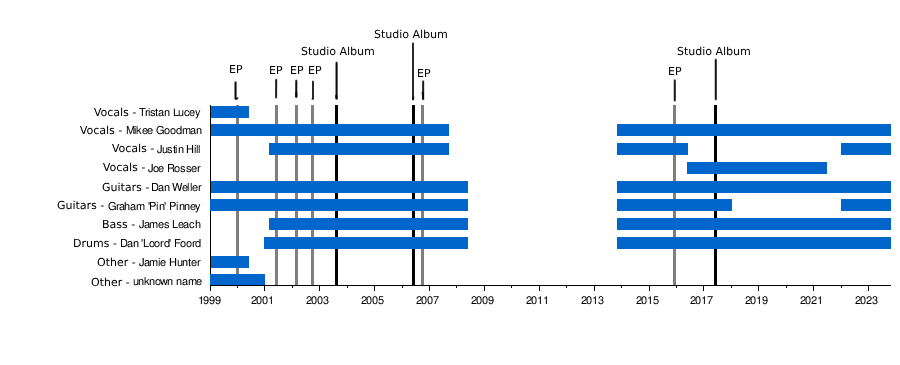 Studio Album
Studio Album Studio Album
EP EP EP EP EP EP
Vocals - Tristan Lucey
Vocals - Mikee Goodman
Vocals - Justin Hill
Vocals - Joe Rosser
Guitars - Dan Weller
Guitars - Graham 'Pin' Pinney
Bass - James Leach
Drums - Dan 'Loord' Foord
Other - Jamie Hunter
Other - unknown name
1999 2001 2003 2005 2007 2009 2011 2013 2015 2017 2019 2021 2023